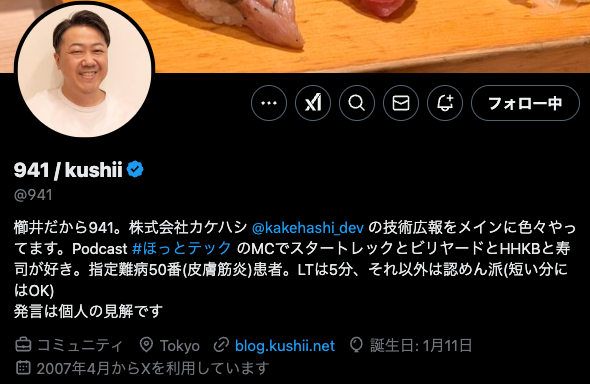 フォロー中
941 / kushii
@941
櫛井だから941。株式会社カケハシ @kakehashi_dev の技術広報をメインに色々やっ
てます。Podcast #ほっとテック のMCでスタートレックとビリヤードとHHKBと寿
司が好き。指定難病50番(皮膚筋炎)患者。LTは5分、それ以外は認めん派(短い分に
はOK)
発言は個人の見解です
コミュニティ Tokyo blog.kushii.net 誕生日: 1月11日
2007年4月からXを利用しています